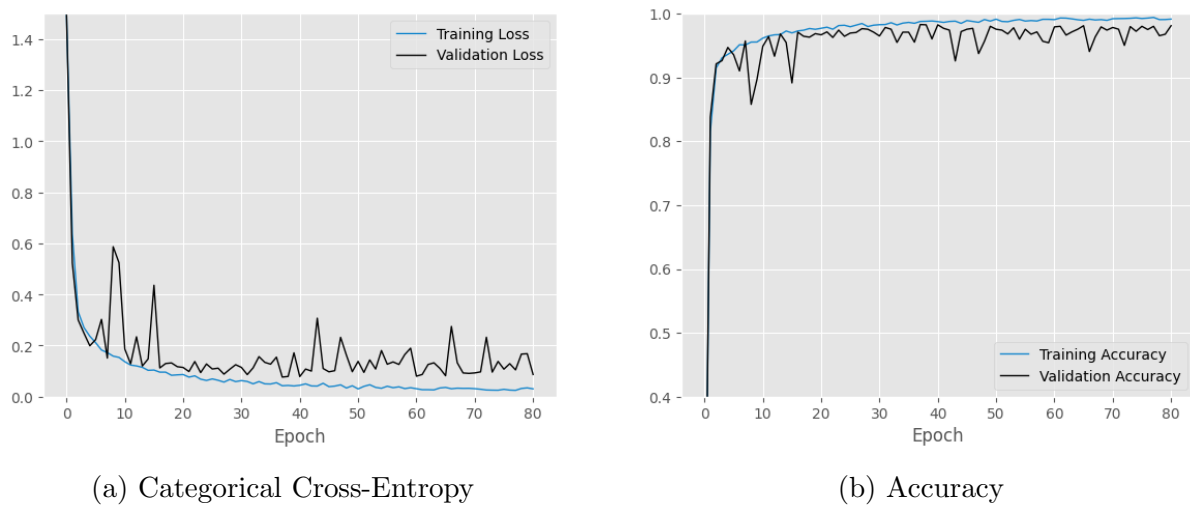 1.4
1.2
1.0
0.8
0.6
0.4
0.2
0.0
0 10 20 30 40 50 60 70 80
Epoch
Training Loss
Validation Loss
(a) Categorical Cross-Entropy
1.0
0.9
0.8
0.7
0.6
0.5
0.4
0 10 20 30 40 50 60 70 80
Epoch
Training Accuracy
Validation Accuracy
(b) Accuracy